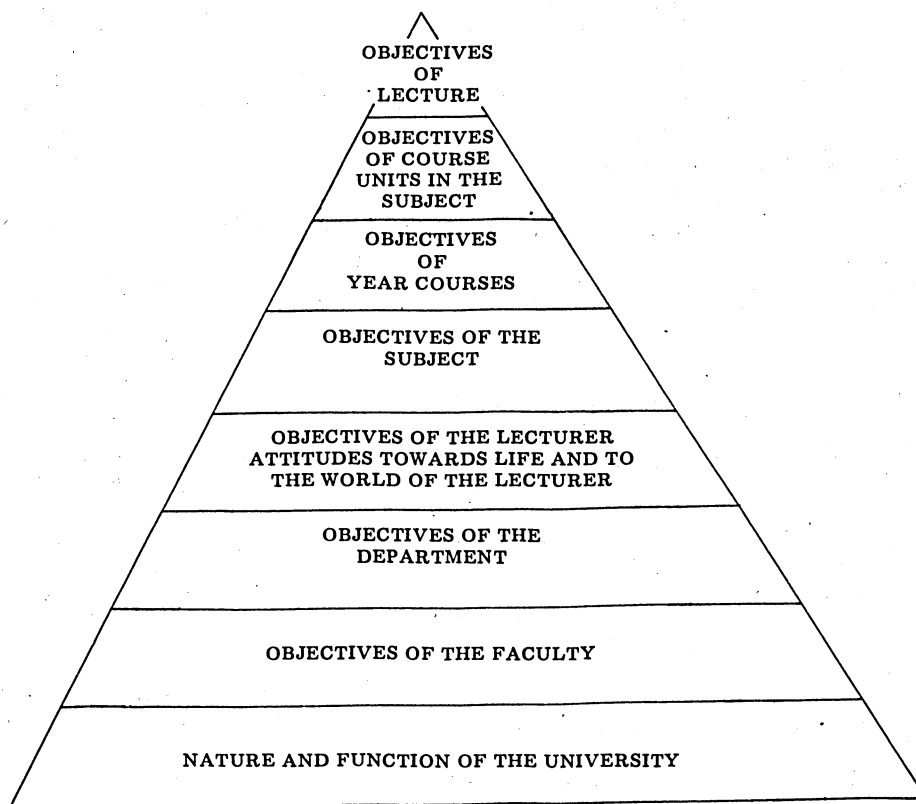 OBJECTIVES
OF
LECTURE
OBJECTIVES
OF COURSE
UNITS IN THE
SUBJECT
OBJECTIVES
OF
YEAR COURSES
OBJECTIVES OF THE
SUBJECT
OBJECTIVES OF THE LECTURER
ATTITUDES TOWARDS LIFE AND TO
THE WORLD OF THE LECTURER
OBJECTIVES OF THE
DEPARTMENT
OBJECTIVES OF THE FACULTY
NATURE AND FUNCTION OF THE UNIVERSITY